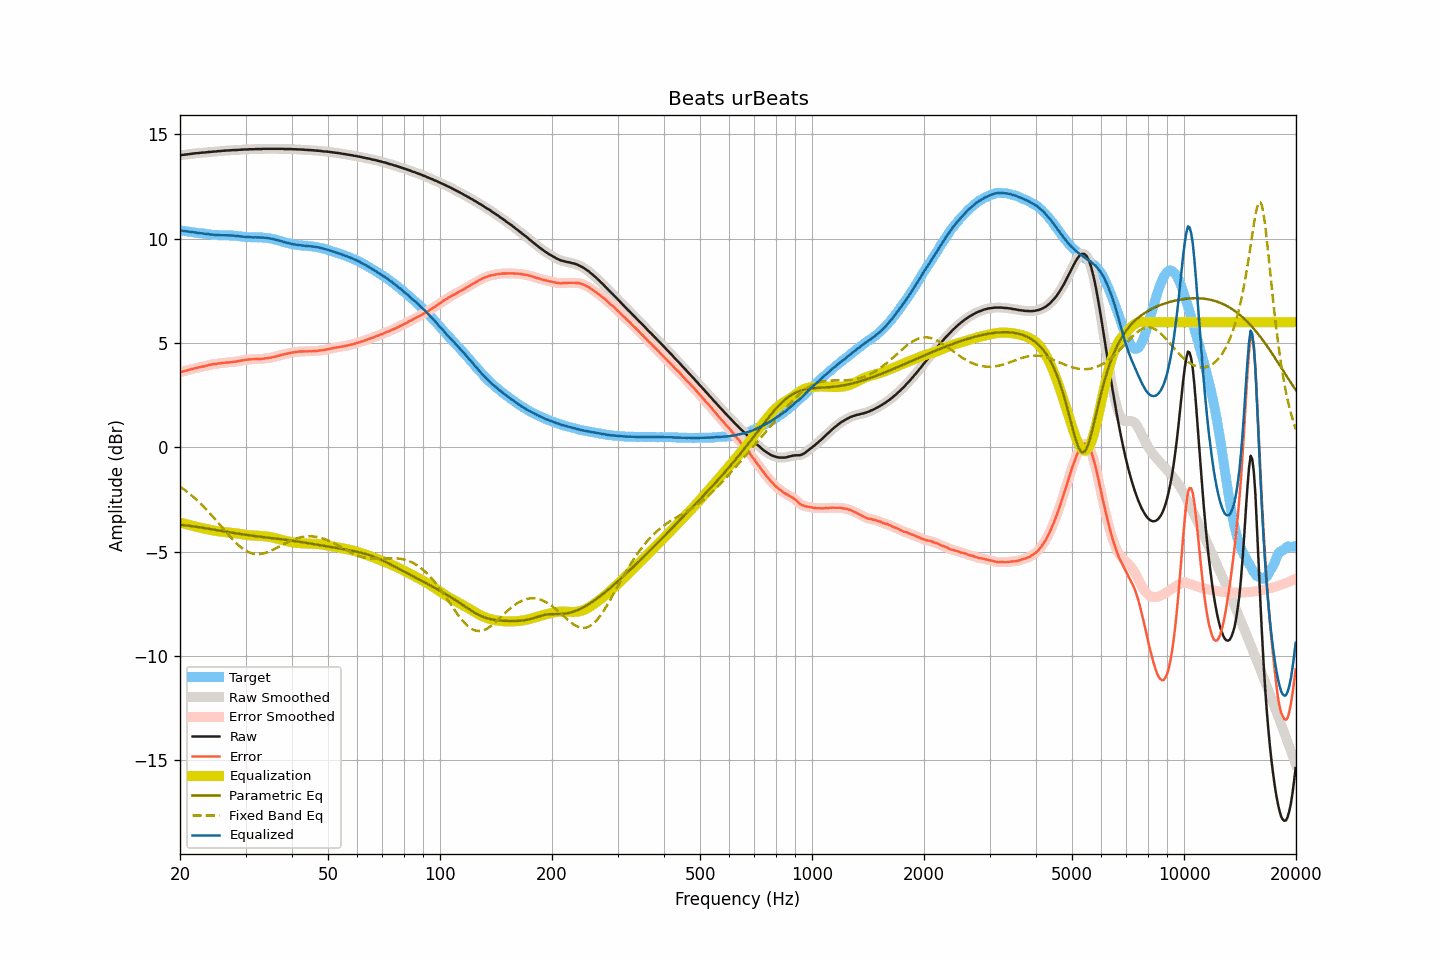 Beats urBeats
15
10
5
0
−5
−10
−15
Amplitude (dBr)
Target
Raw Smoothed
Error Smoothed
Raw
Error
Equalization
Parametric Eq
Fixed Band Eq
Equalized
20 50 100 200 500 1000 2000 5000 10000 20000
Frequency (Hz)